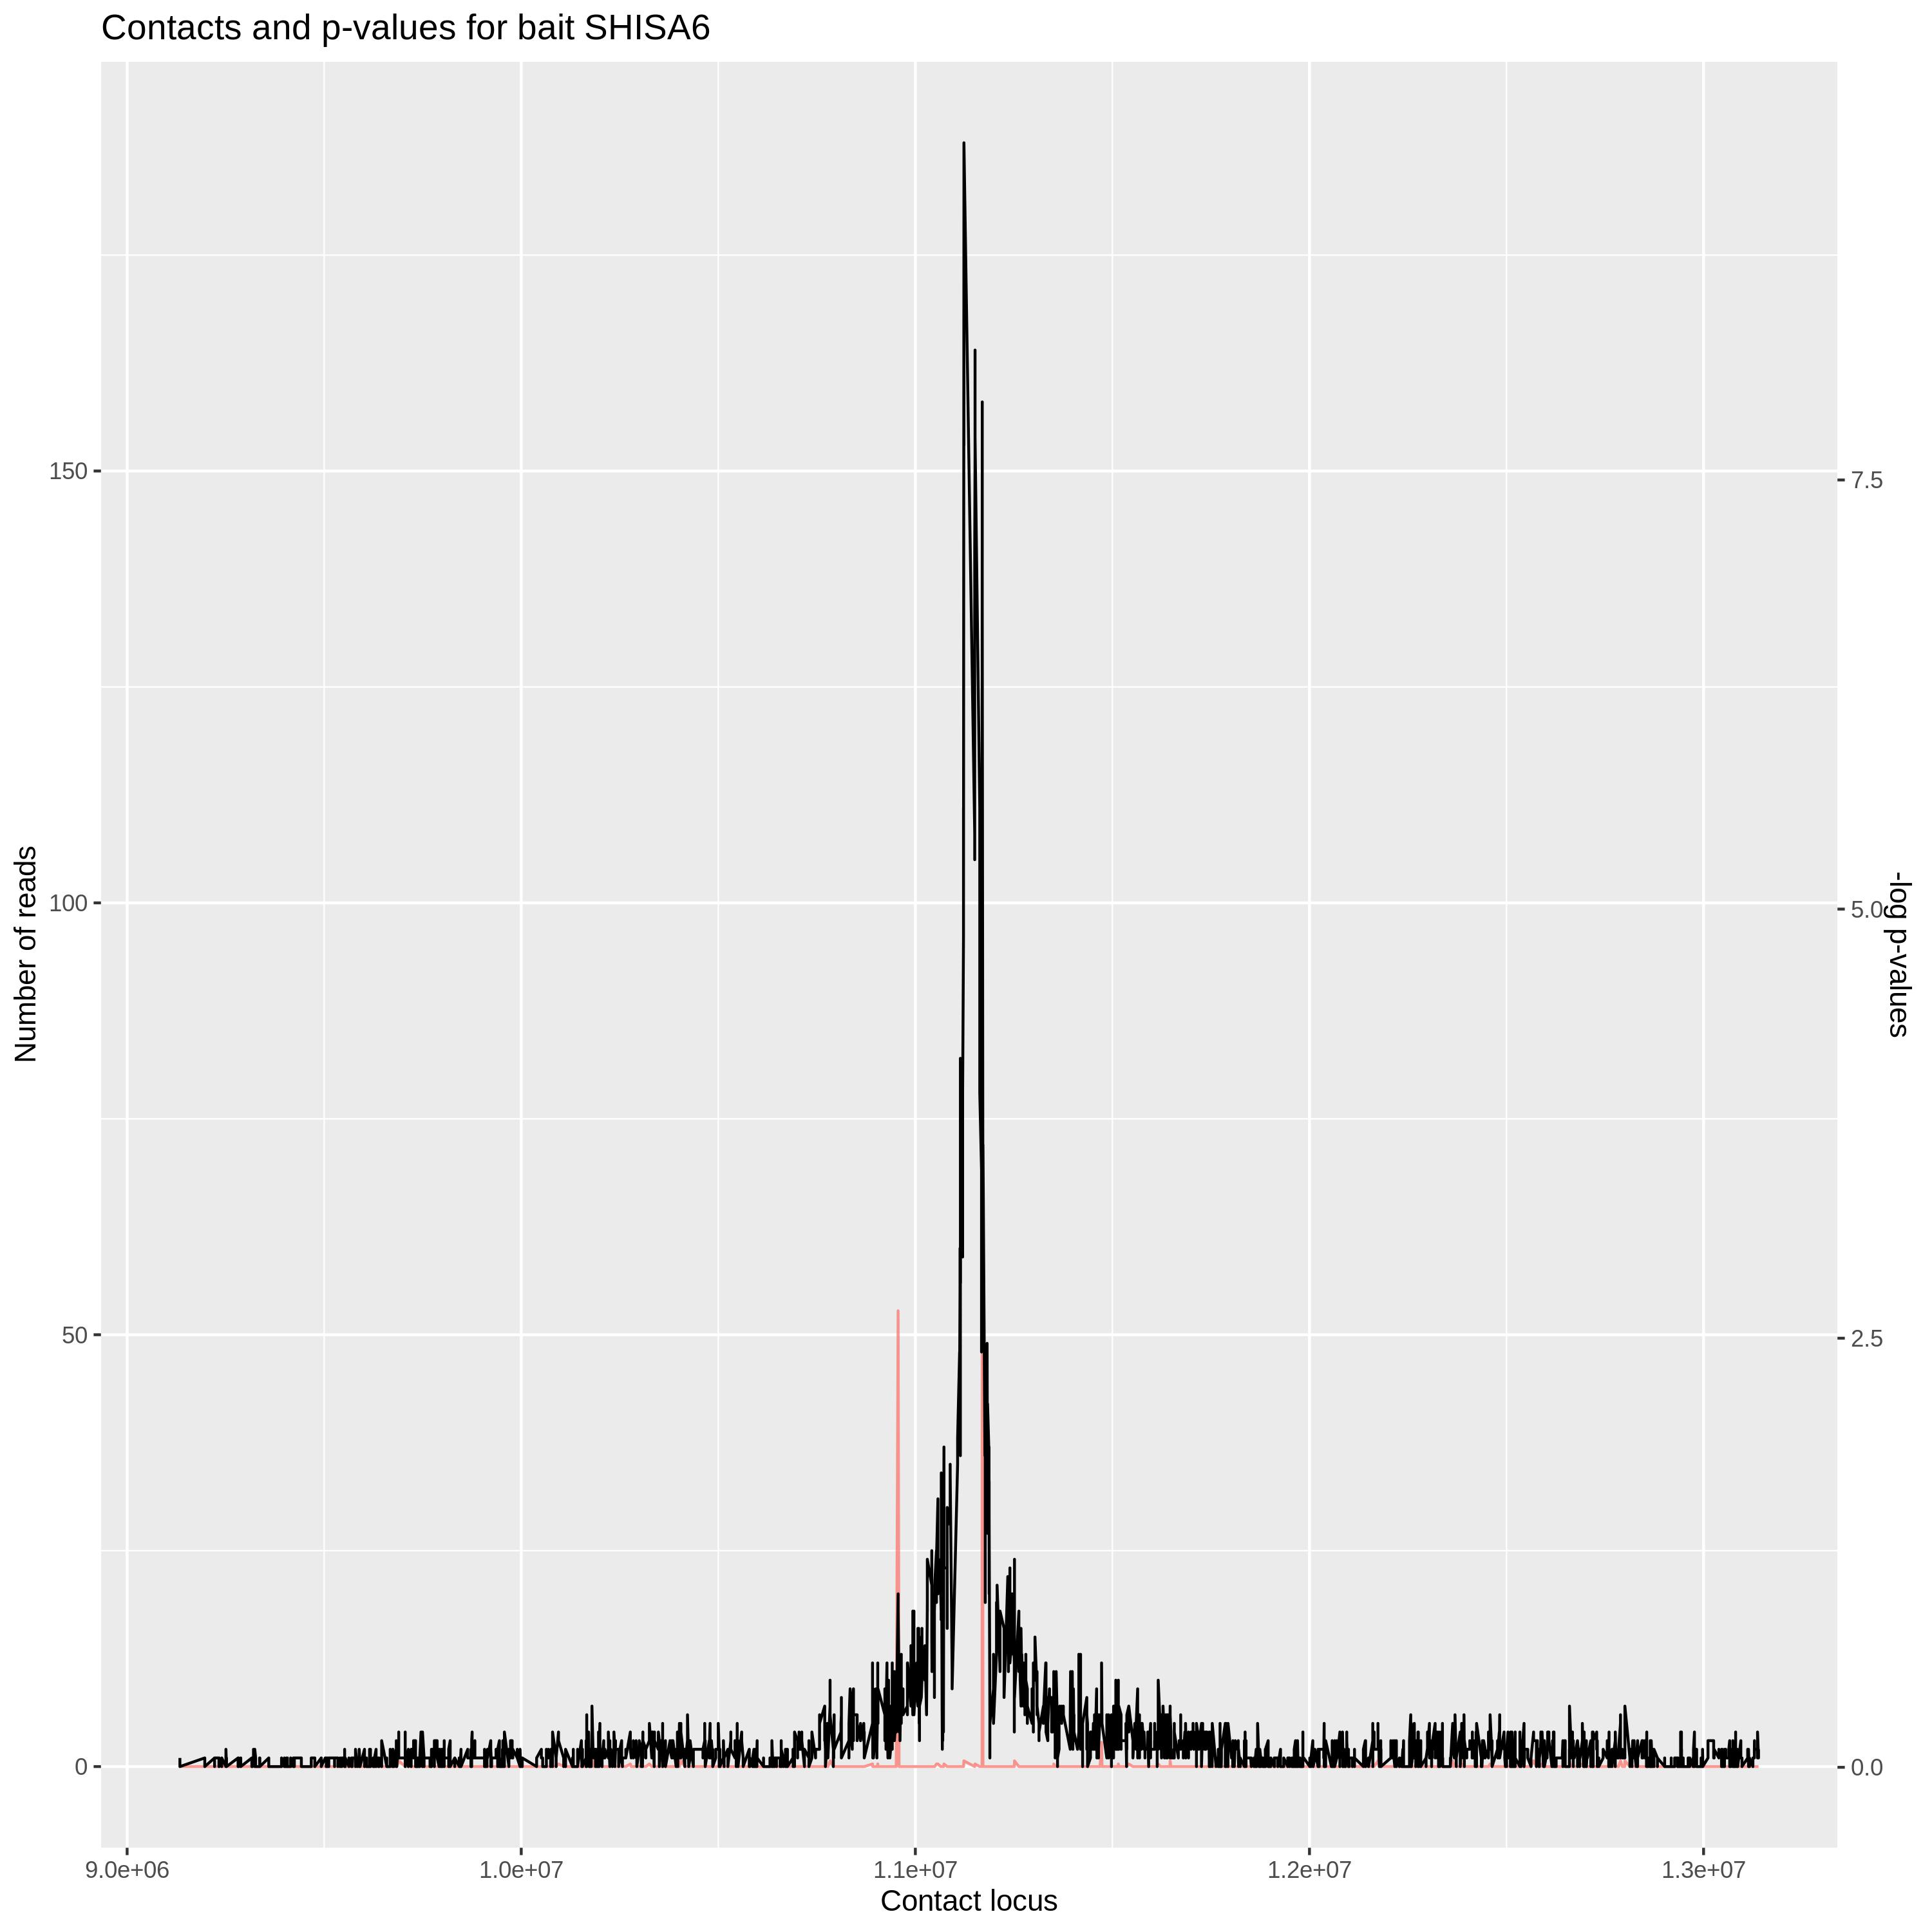 Contacts and p-values for bait SHISA6
Number of reads
150
100
50
0
7.5
5.0
2.5
0.0
-log p-values
9.0e+06
1.0e+07
1.1e+07
1.2e+07
1.3e+07
Contact locus